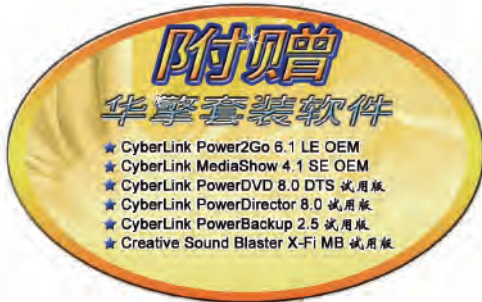 附赠
华擎套装软件
★ CyberLink Power2Go 6.1 LE OEM
★ CyberLink MediaShow 4.1 SE OEM
★ CyberLink PowerDVD 8.0 DTS 试用版
★ CyberLink PowerDirector 8.0 试用版
★ CyberLink PowerBackup 2.5 试用版
★ Creative Sound Blaster X-Fi MB 试用版